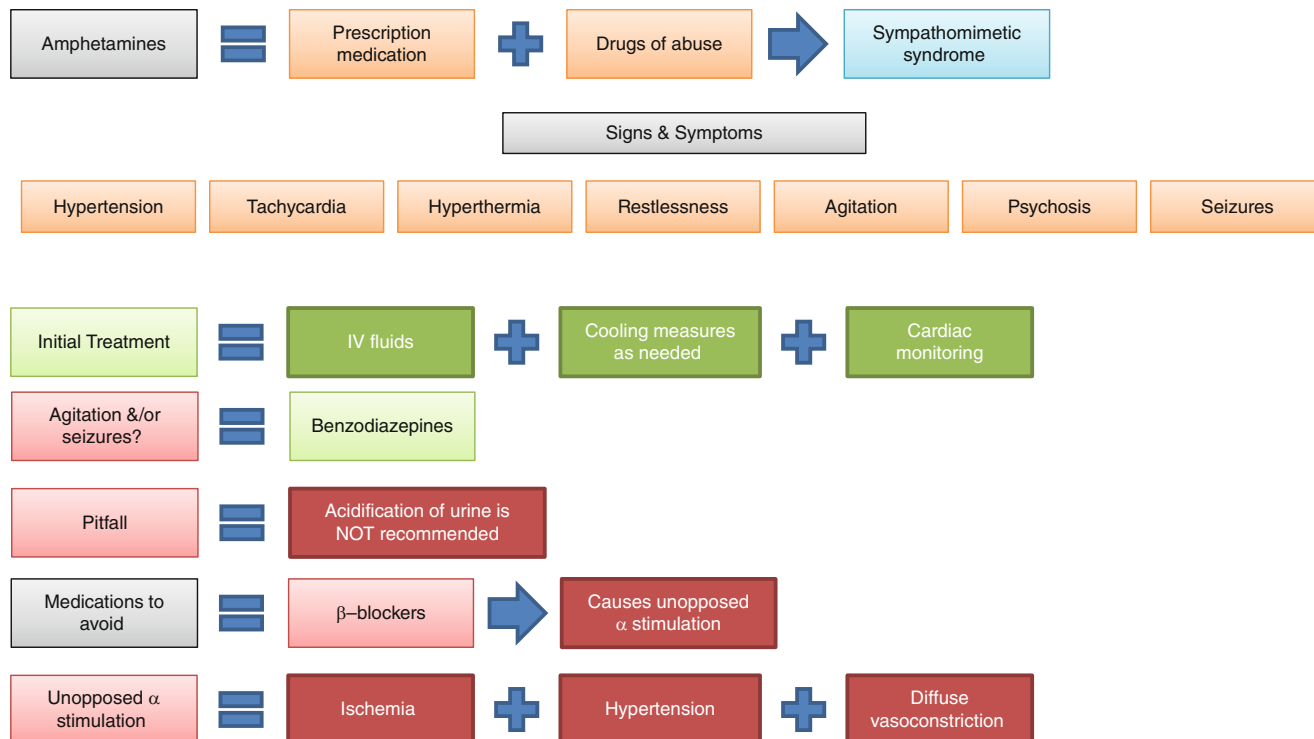 Amphetamines
Prescription
medication
Drugs of abuse
Sympathomimetic
syndrome
Signs & Symptoms
Hypertension
Tachycardia
Hyperthermia
Restlessness
Agitation
Psychosis
Seizures
Initial Treatment
IV fluids
Cooling measures
as needed
Cardiac
monitoring
Agitation &/or
seizures?
Benzodiazepines
Pitfall
Acidification of urine is
NOT recommended
Medications to
avoid
β–blockers
Causes unopposed
α stimulation
Unopposed α
stimulation
Ischemia
Hypertension
Diffuse
vasoconstriction